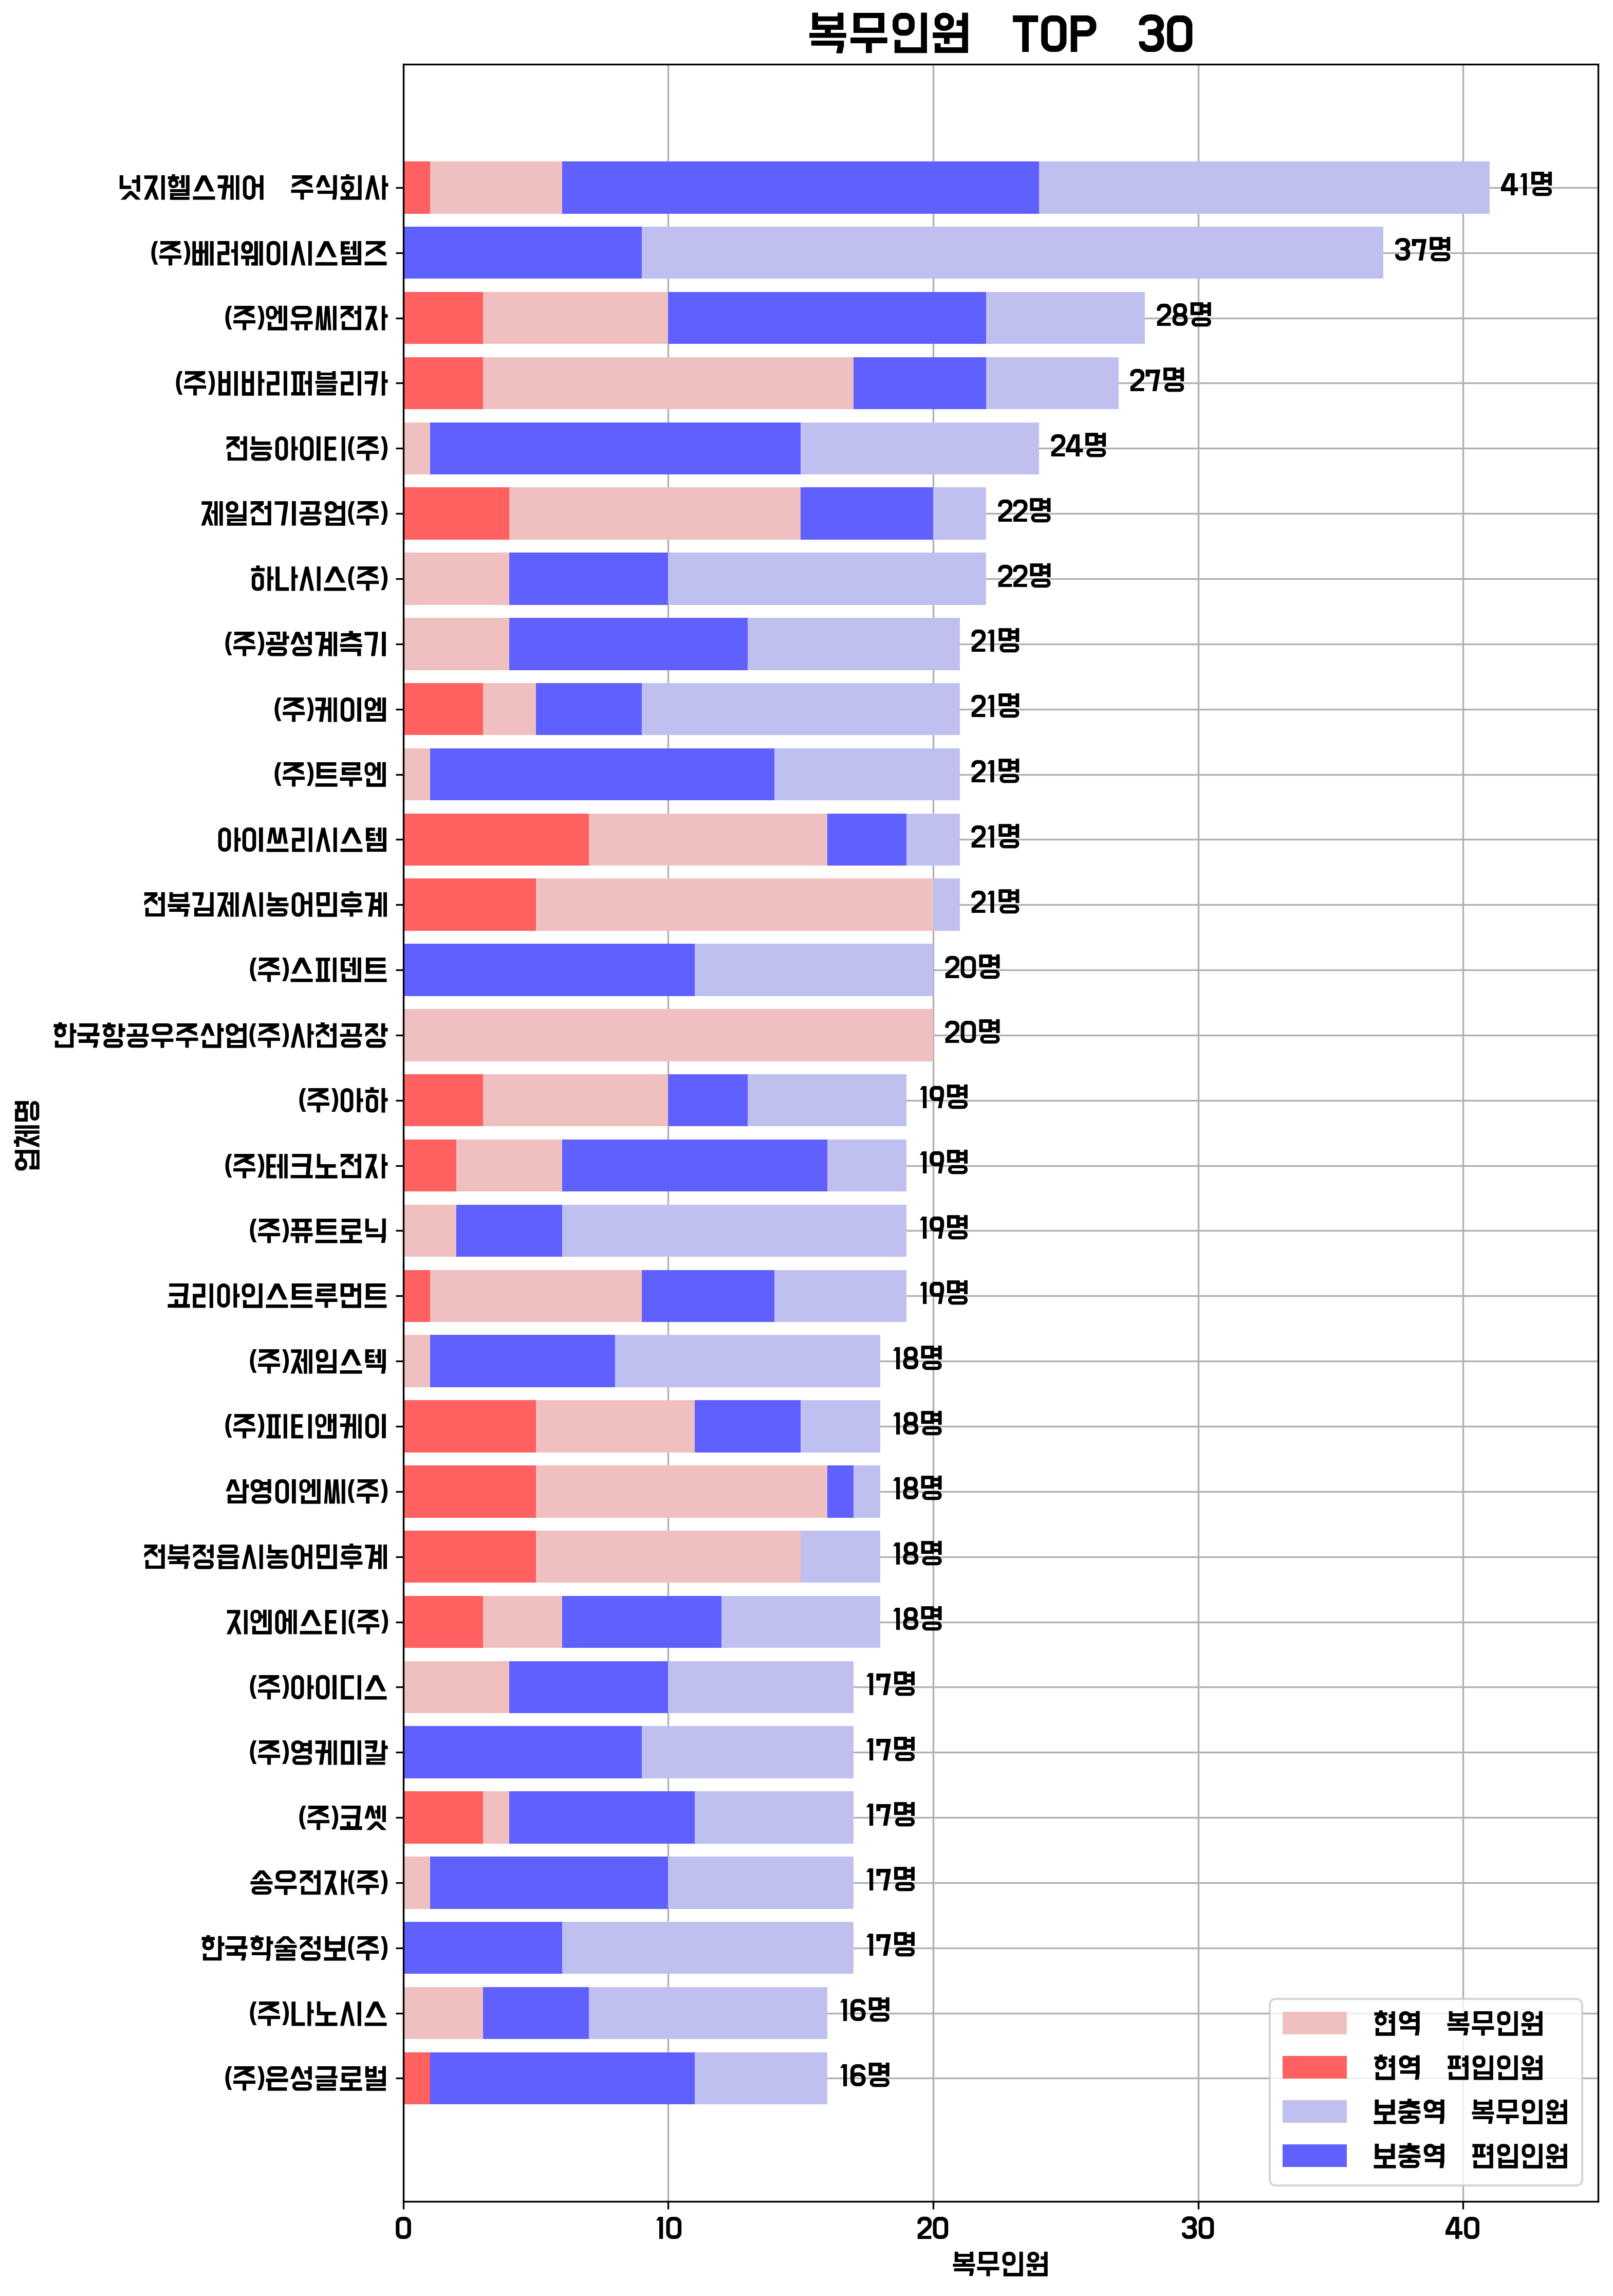 복무인원 TOP 30
넛지헬스케어 주식회사 41명
(주)베러웨이시스템즈 37명
(주)엔유씨전자 28명
(주)비바리퍼블리카 27명
전능아이티(주) 24명
제일전기공업(주) 22명
하나시스(주) 22명
(주)광성계측기 21명
(주)케이엠 21명
(주)트루엔 21명
아이쓰리시스템 21명
전북김제시농어민후계 21명
(주)스피덴트 20명
한국항공우주산업(주)사천공장 20명
(주)아하 19명
(주)테크노전자 19명
(주)퓨트로닉 19명
코리아인스트루먼트 19명
(주)제임스텍 18명
(주)피티앤케이 18명
삼영이엔씨(주) 18명
전북정읍시농어민후계 18명
지엔에스티(주) 18명
(주)아이디스 17명
(주)영케미칼 17명
(주)코셋 17명
송우전자(주) 17명
한국학술정보(주) 17명
(주)나노시스 16명
(주)은성글로벌 16명
업체명
현역 복무인원
현역 편입인원
보충역 복무인원
보충역 편입인원
0 10 20 30 40
복무인원